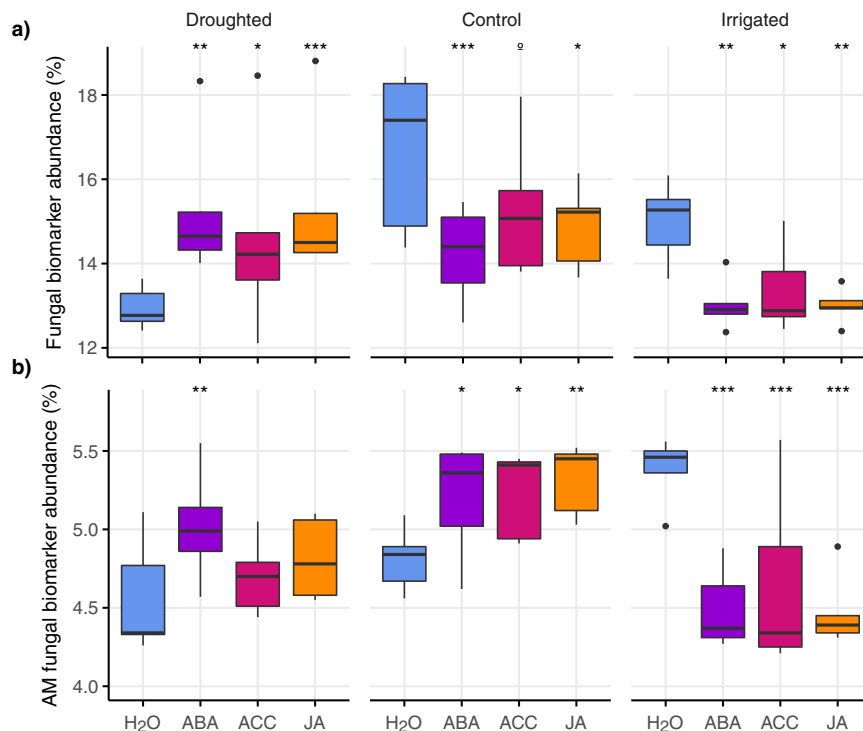 Droughted Control Irrigated
a)
** * *** *** º * ** * **
Fungal biomarker abundance (%)
18
16
14
12
b)
** * * ** *** *** ***
AM fungal biomarker abundance (%)
5.5
5.0
4.5
4.0
H₂O ABA ACC JA H₂O ABA ACC JA H₂O ABA ACC JA